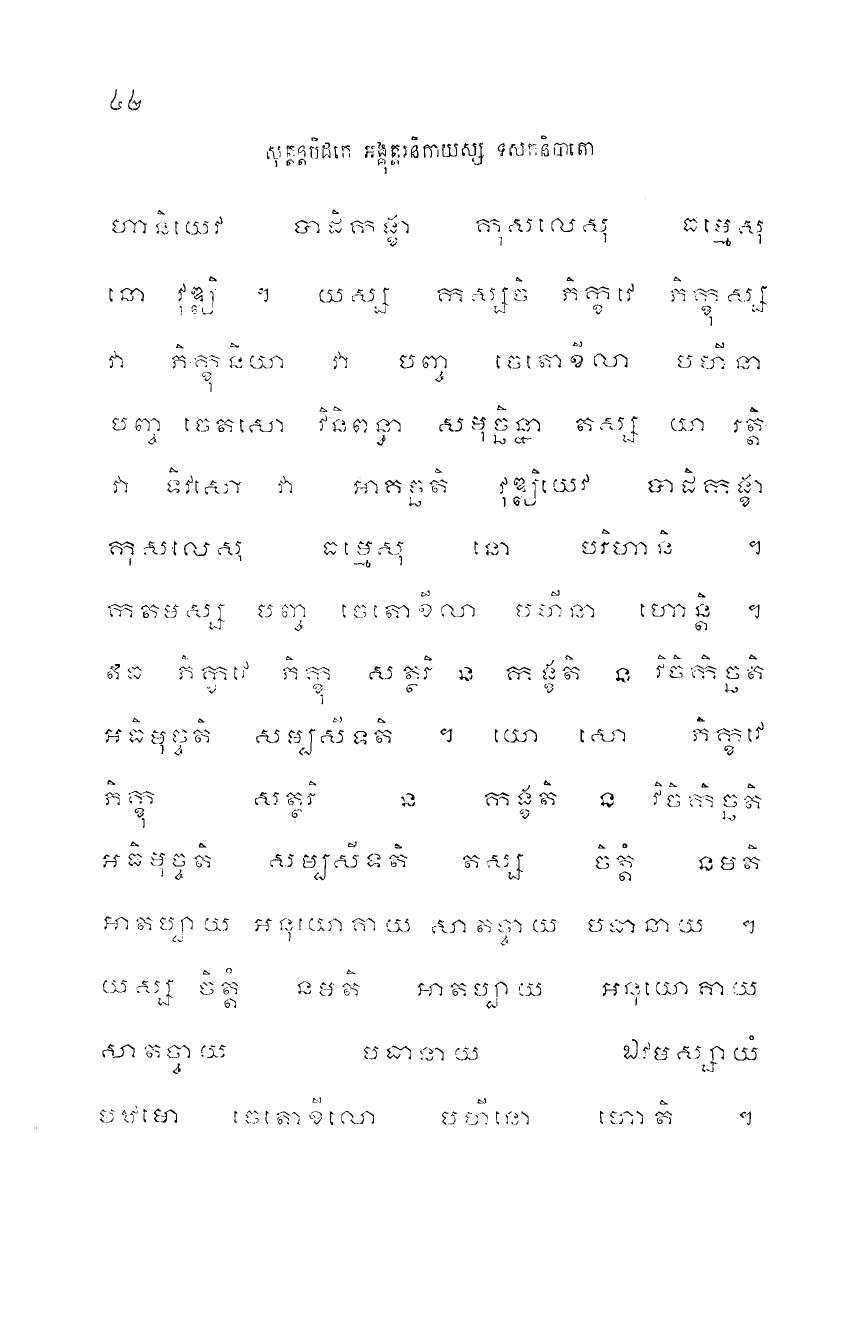 ៤២
សុត្តន្តបិដកេ អង្គុត្តរនិកាយស្ស ទសកនិបាតោ
ហានិយេវ បាដិកង្ខា កុសលេសុ ធម្មេសុ
នោ វុឌ្ឍិ ។ យស្ស កស្សចិ ភិក្ខវេ ភិក្ខុស្ស
វា ភិក្ខុនិយា វា បញ្ច ចេតោខីលា បហីនា
បញ្ច ចេតសោ វិនិពន្ធា សមុច្ឆិន្នា តស្ស យា រត្តិ
វា ទិវសោ វា អាគច្ឆតិ វុឌ្ឍិយេវ បាដិកង្ខា
កុសលេសុ ធម្មេសុ នោ បរិហានិ ។
កតមស្ស បញ្ច ចេតោខីលា បហីនា ហោន្តិ ។
ឥធ ភិក្ខវេ ភិក្ខុ សត្ថរិ ន កង្ខតិ ន វិចិកិច្ឆតិ
អធិមុច្ចតិ សម្បសីទតិ ។ យោ សោ ភិក្ខវេ
ភិក្ខុ សត្ថរិ ន កង្ខតិ ន វិចិកិច្ឆតិ
អធិមុច្ចតិ សម្បសីទតិ តស្ស ចិត្តំ នមតិ
អាតប្បាយ អនុយោគាយ សាតច្ចាយ បធានាយ ។
យស្ស ចិត្តំ នមតិ អាតប្បាយ អនុយោគាយ
សាតច្ចាយ បធានាយ ឯវមស្សាយំ
បឋមោ ចេតោខីលោ បហីនោ ហោតិ ។